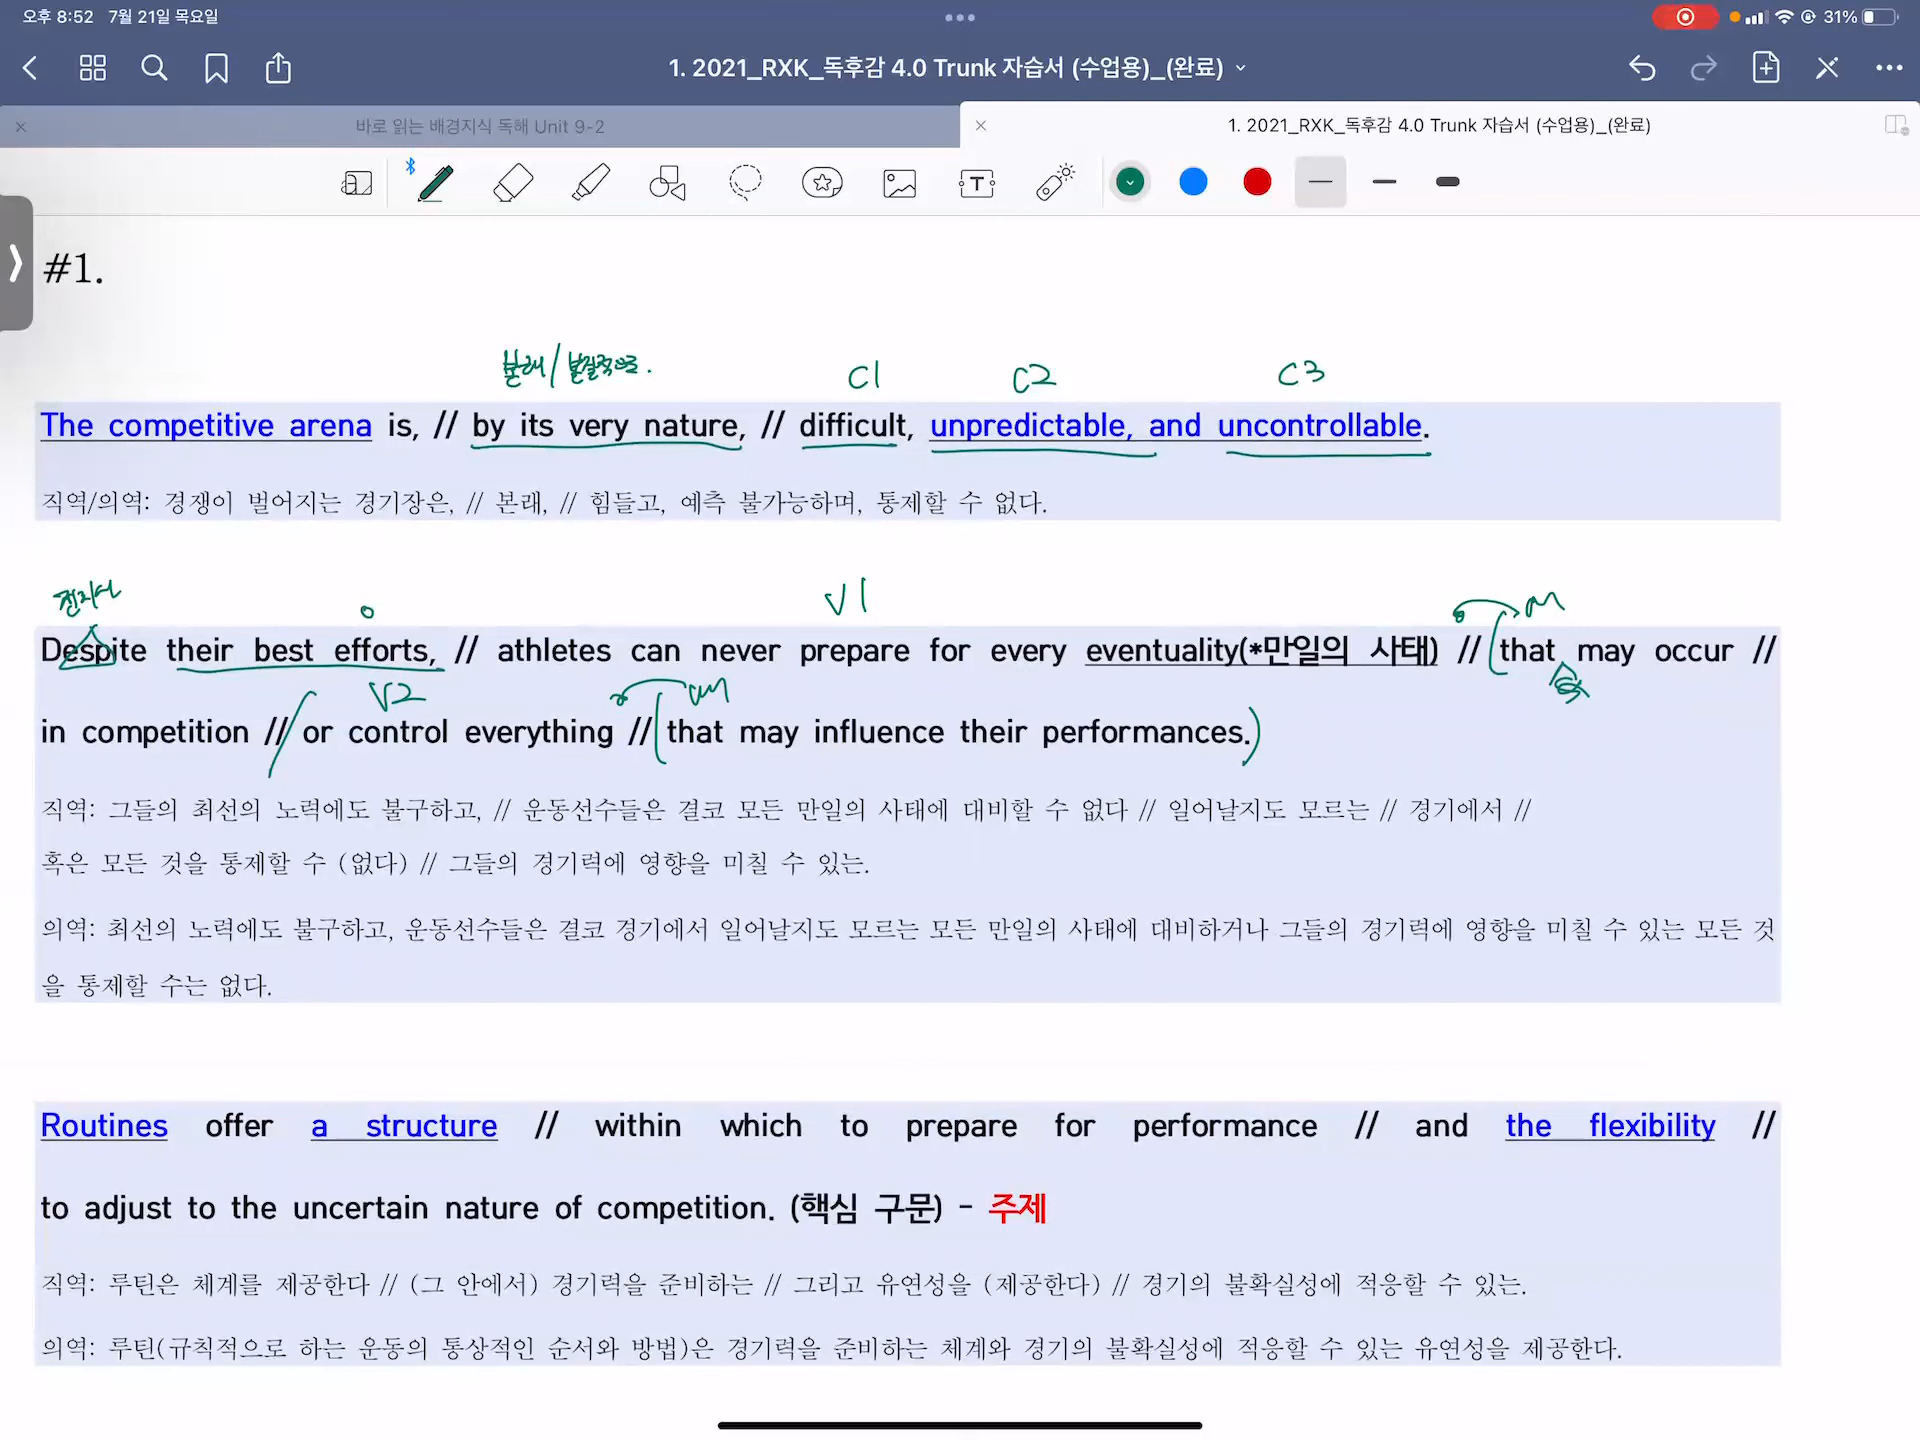 오후 8:52 7월 21일 목요일
31%
1. 2021_RXK_독후감 4.0 Trunk 자습서 (수업용)_(완료)
바로 읽는 배경지식 독해 Unit 9-2
1. 2021_RXK_독후감 4.0 Trunk 자습서 (수업용)_(완료)
#1.
본래/본질적으로.
C1 C2 C3
The competitive arena is, // by its very nature, // difficult, unpredictable, and uncontrollable.
직역/의역: 경쟁이 벌어지는 경기장은, // 본래, // 힘들고, 예측 불가능하며, 통제할 수 없다.
전치사 o V1 m
Despite their best efforts, // athletes can never prepare for every eventuality(*만일의 사태) // (that may occur //
V2 m
in competition // or control everything // (that may influence their performances.)
직역: 그들의 최선의 노력에도 불구하고, // 운동선수들은 결코 모든 만일의 사태에 대비할 수 없다 // 일어날지도 모르는 // 경기에서 //
혹은 모든 것을 통제할 수 (없다) // 그들의 경기력에 영향을 미칠 수 있는.
의역: 최선의 노력에도 불구하고, 운동선수들은 결코 경기에서 일어날지도 모르는 모든 만일의 사태에 대비하거나 그들의 경기력에 영향을 미칠 수 있는 모든 것
을 통제할 수는 없다.
Routines offer a structure // within which to prepare for performance // and the flexibility //
to adjust to the uncertain nature of competition. (핵심 구문) - 주제
직역: 루틴은 체계를 제공한다 // (그 안에서) 경기력을 준비하는 // 그리고 유연성을 (제공한다) // 경기의 불확실성에 적응할 수 있는.
의역: 루틴(규칙적으로 하는 운동의 통상적인 순서와 방법)은 경기력을 준비하는 체계와 경기의 불확실성에 적응할 수 있는 유연성을 제공한다.